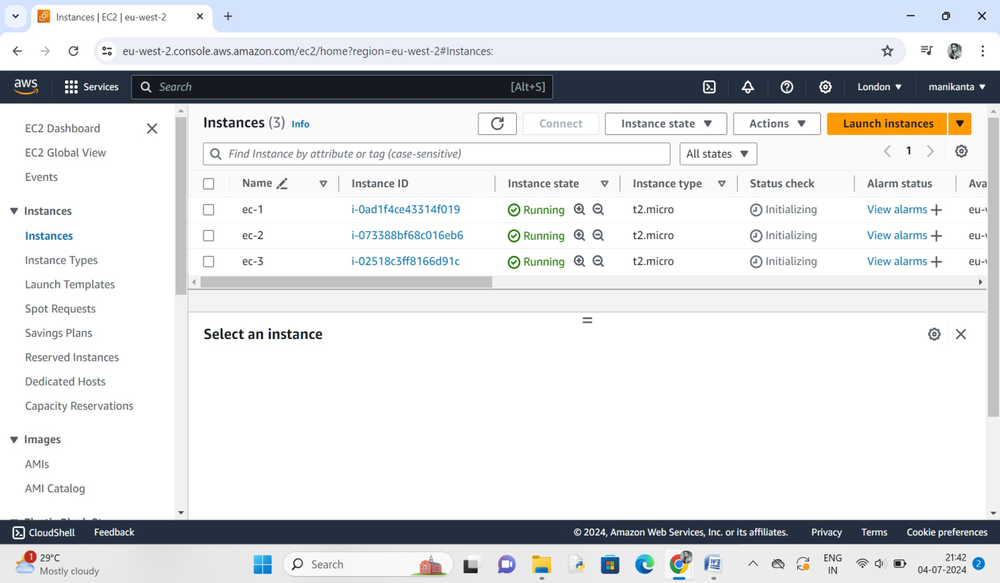 Instances | EC2 | eu-west-2
eu-west-2.console.aws.amazon.com/ec2/home?region=eu-west-2#Instances:
aws Services Search [Alt+S] London manikanta
EC2 Dashboard
EC2 Global View
Events
Instances
Instances
Instance Types
Launch Templates
Spot Requests
Savings Plans
Reserved Instances
Dedicated Hosts
Capacity Reservations
Images
AMIs
AMI Catalog
Instances (3) Info Connect Instance state Actions Launch instances
Find Instance by attribute or tag (case-sensitive) All states 1
Name Instance ID Instance state Instance type Status check Alarm status Ava
ec-1 i-0ad1f4ce43314f019 Running t2.micro Initializing View alarms eu-
ec-2 i-073388bf68c016eb6 Running t2.micro Initializing View alarms eu-
ec-3 i-02518c3ff8166d91c Running t2.micro Initializing View alarms eu-
Select an instance
CloudShell Feedback © 2024, Amazon Web Services, Inc. or its affiliates. Privacy Terms Cookie preferences
1 29°C
Mostly cloudy
Search
ENG
IN
21:42
04-07-2024
2